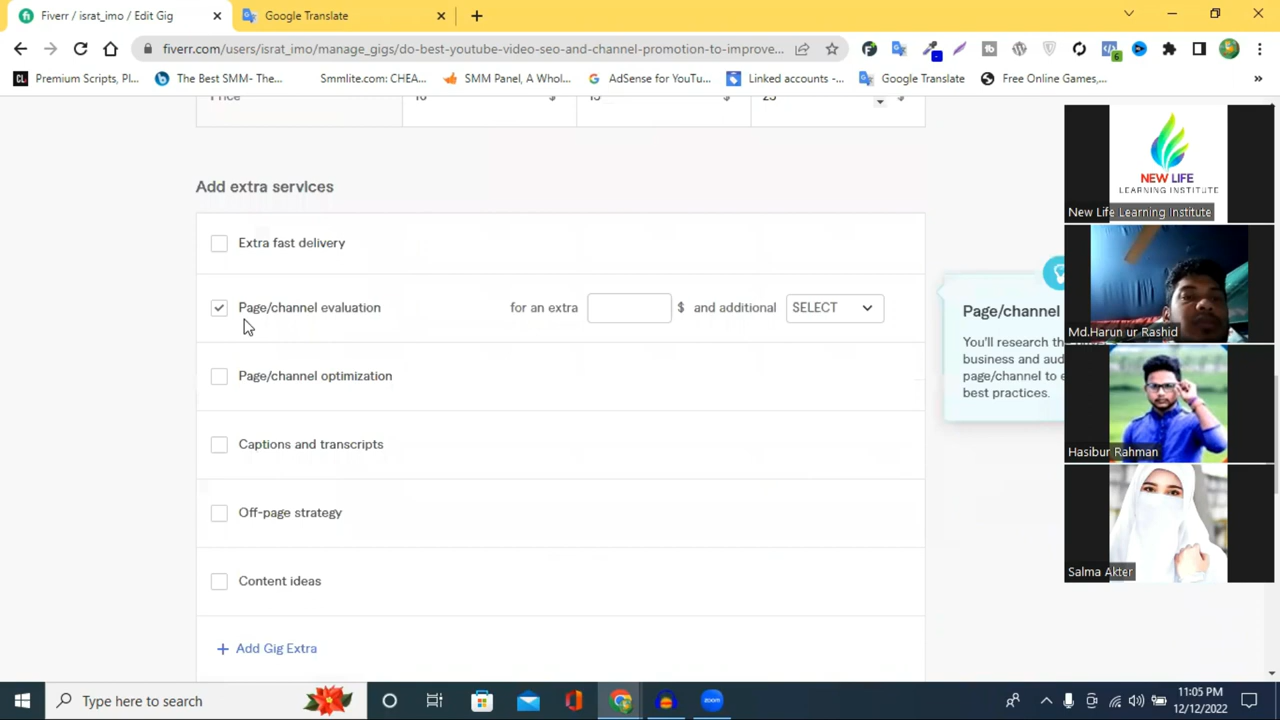 Fiverr / israt_imo / Edit Gig
Google Translate
fiverr.com/users/israt_imo/manage_gigs/do-best-youtube-video-seo-and-channel-promotion-to-improve...
Premium Scripts, Pl...
The Best SMM- The...
Smmlite.com: CHEA...
SMM Panel, A Whol...
AdSense for YouTu...
Linked accounts -...
Google Translate
Free Online Games,...
6
Price
$
$
$
Add extra services
Extra fast delivery
Page/channel evaluation
for an extra
$ and additional
SELECT
Page/channel optimization
Captions and transcripts
Off-page strategy
Content ideas
+ Add Gig Extra
Page/channel
You'll research the
business and aud
page/channel to e
best practices.
NEW LIFE
LEARNING INSTITUTE
New Life Learning Institute
Md.Harun ur Rashid
Hasibur Rahman
Salma Akter
Type here to search
zoom
11:05 PM
12/12/2022